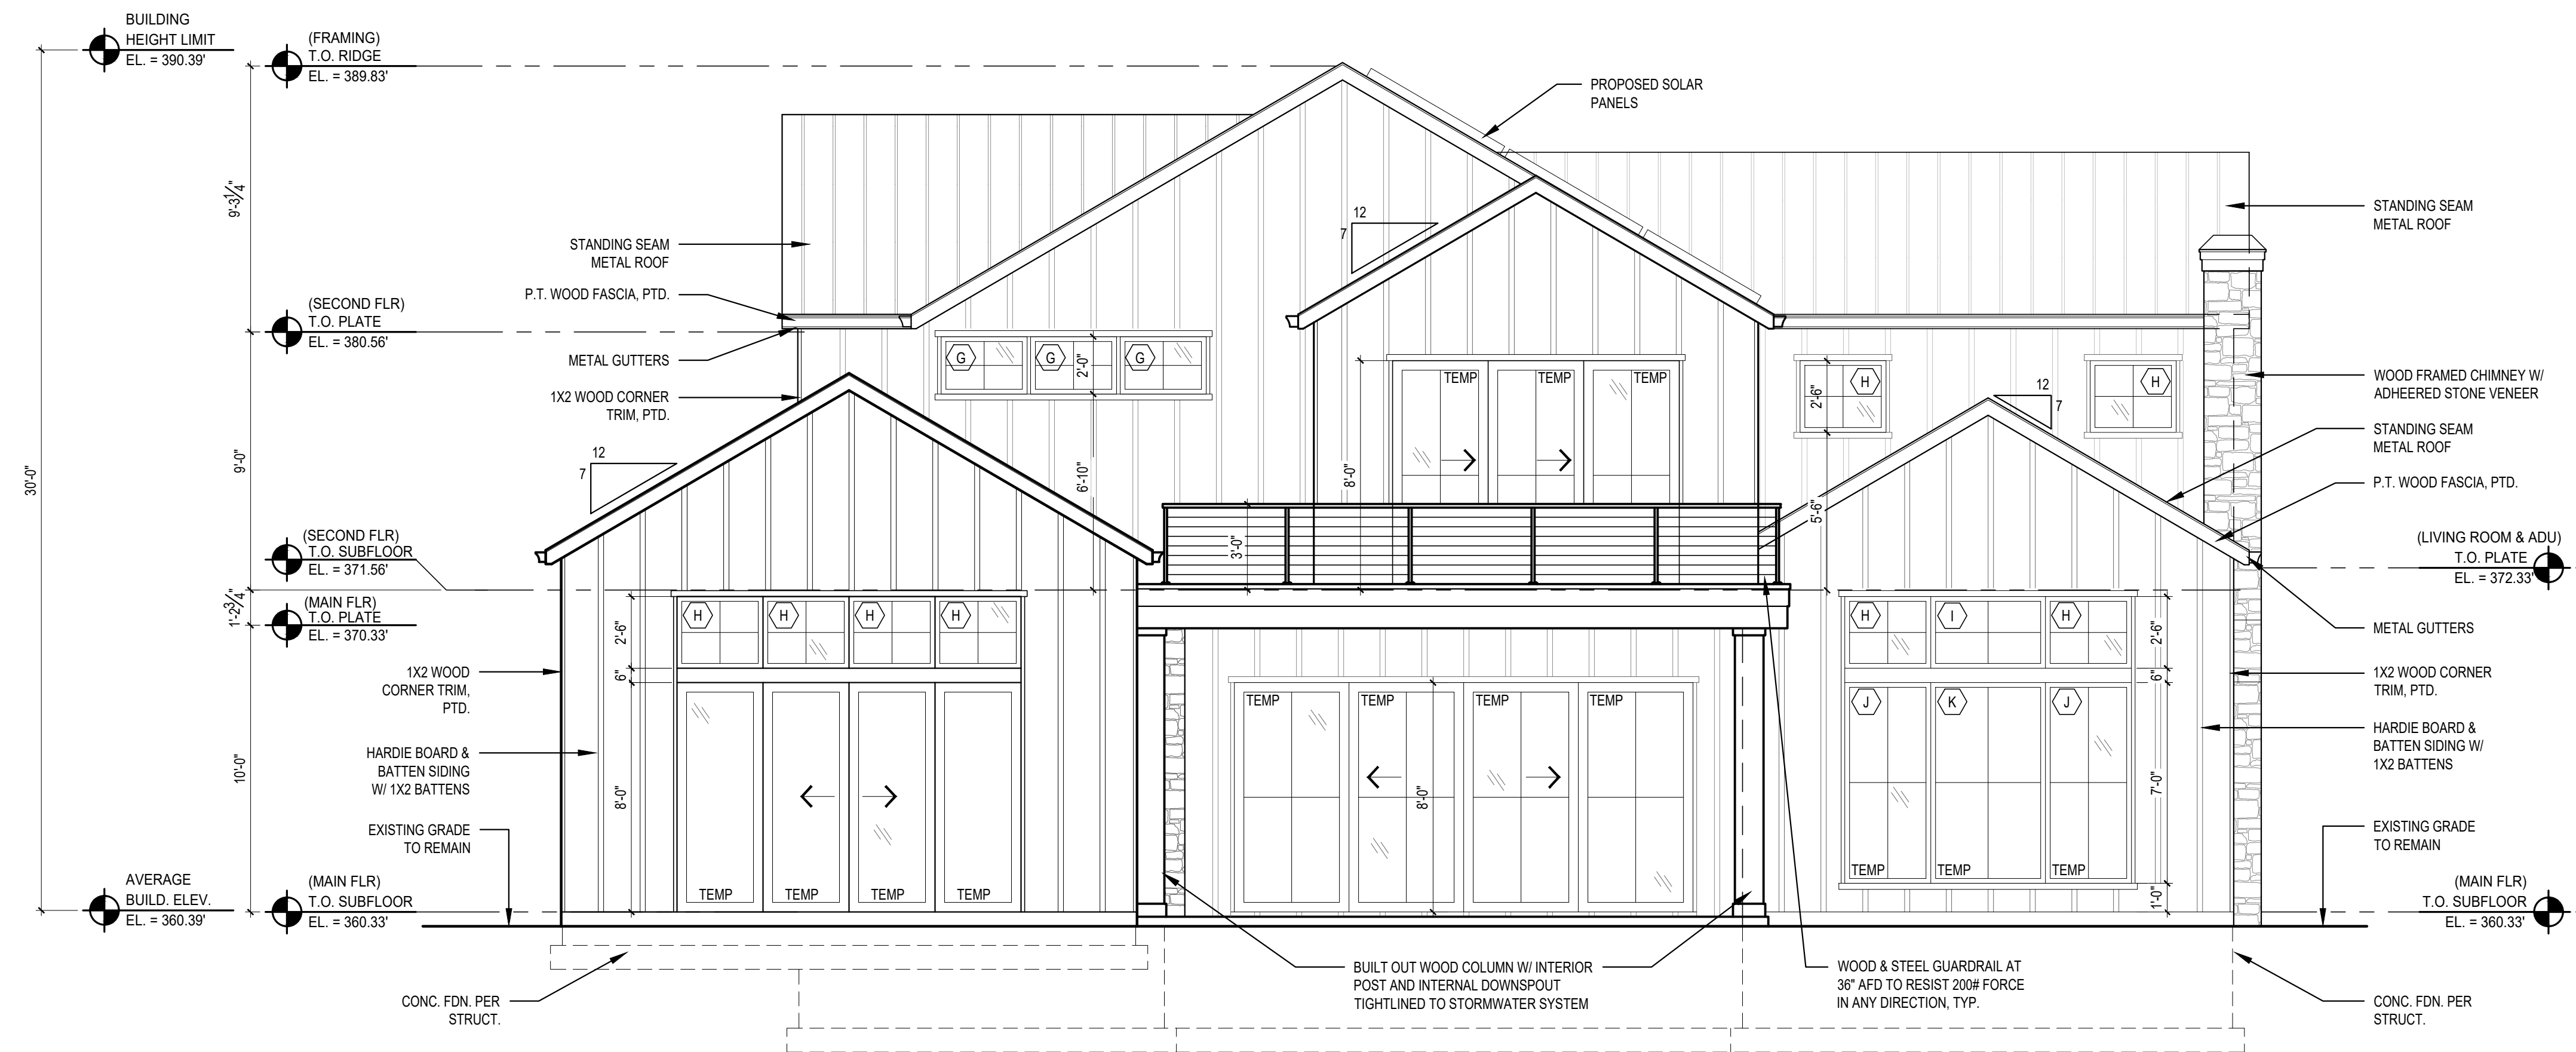 BUILDING
HEIGHT LIMIT
EL. = 390.39'
(FRAMING)
T.O. RIDGE
EL. = 389.83'
(SECOND FLR)
T.O. PLATE
EL. = 380.56'
(SECOND FLR)
T.O. SUBFLOOR
EL. = 371.56'
(MAIN FLR)
T.O. PLATE
EL. = 370.33'
AVERAGE
BUILD. ELEV.
EL. = 360.39'
(MAIN FLR)
T.O. SUBFLOOR
EL. = 360.33'
30'-0"
9'-3 1/4"
9'-0"
1'-2 3/4"
10'-0"
STANDING SEAM
METAL ROOF
P.T. WOOD FASCIA, PTD.
METAL GUTTERS
1X2 WOOD CORNER
TRIM, PTD.
12
7
1X2 WOOD
CORNER TRIM,
PTD.
HARDIE BOARD &
BATTEN SIDING
W/ 1X2 BATTENS
EXISTING GRADE
TO REMAIN
CONC. FDN. PER
STRUCT.
PROPOSED SOLAR
PANELS
12
7
G
G
G
2'-0"
6'-10"
TEMP
TEMP
TEMP
8'-0"
3'-0"
H
H
2'-6"
5'-6"
12
7
H
H
H
H
2'-6"
6"
8'-0"
TEMP
TEMP
TEMP
TEMP
TEMP
TEMP
TEMP
TEMP
8'-0"
H
I
H
J
K
J
TEMP
TEMP
TEMP
2'-6"
6"
7'-0"
1'-0"
BUILT OUT WOOD COLUMN W/ INTERIOR
POST AND INTERNAL DOWNSPOUT
TIGHTLINED TO STORMWATER SYSTEM
WOOD & STEEL GUARDRAIL AT
36" AFD TO RESIST 200# FORCE
IN ANY DIRECTION, TYP.
STANDING SEAM
METAL ROOF
WOOD FRAMED CHIMNEY W/
ADHEERED STONE VENEER
STANDING SEAM
METAL ROOF
P.T. WOOD FASCIA, PTD.
(LIVING ROOM & ADU)
T.O. PLATE
EL. = 372.33'
METAL GUTTERS
1X2 WOOD CORNER
TRIM, PTD.
HARDIE BOARD &
BATTEN SIDING W/
1X2 BATTENS
EXISTING GRADE
TO REMAIN
(MAIN FLR)
T.O. SUBFLOOR
EL. = 360.33'
CONC. FDN. PER
STRUCT.